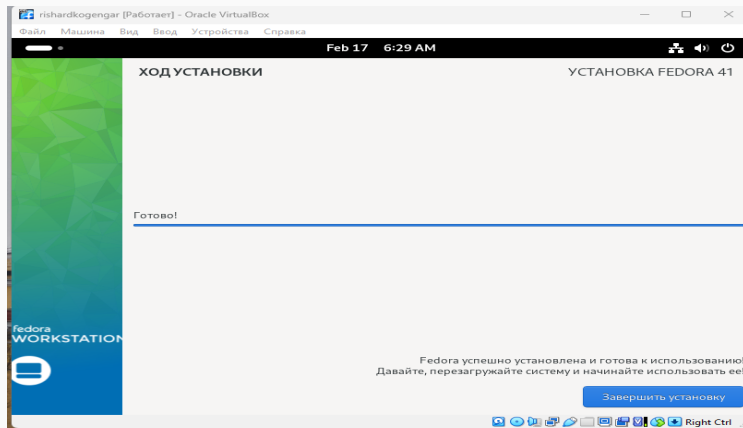 rishardkogengar [Работает] - Oracle VirtualBox
Файл Машина Вид Ввод Устройства Справка
Feb 17 6:29 AM
ХОД УСТАНОВКИ
УСТАНОВКА FEDORA 41
Готово!
fedora
WORKSTATION
Fedora успешно установлена и готова к использованию!
Давайте, перезагружайте систему и начинайте использовать ее!
Завершить установку
Right Ctrl